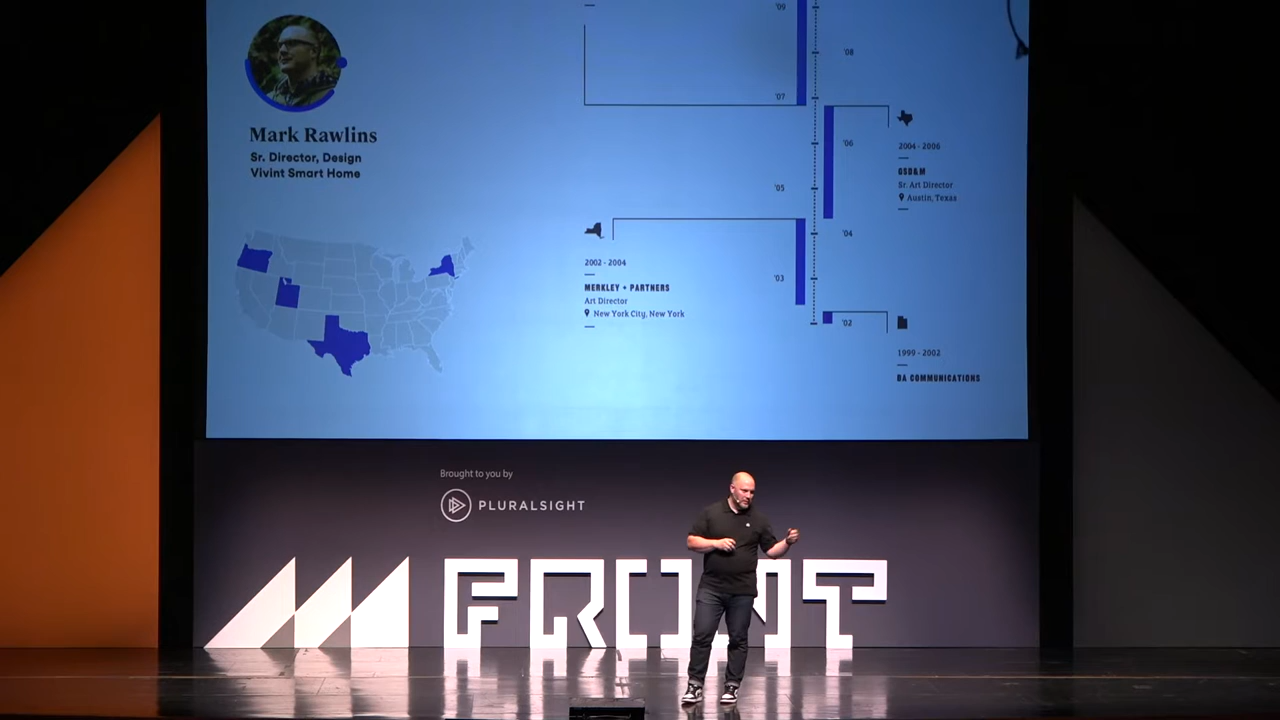 Mark Rawlins
Sr. Director, Design
Vivint Smart Home
'09
'08
'07
'06
'05
'04
'03
'02
2004 - 2006
GSD&M
Sr. Art Director
Austin, Texas
2002 - 2004
MERKLEY + PARTNERS
Art Director
New York City, New York
1999 - 2002
DA COMMUNICATIONS
Brought to you by
PLURALSIGHT
FRONT